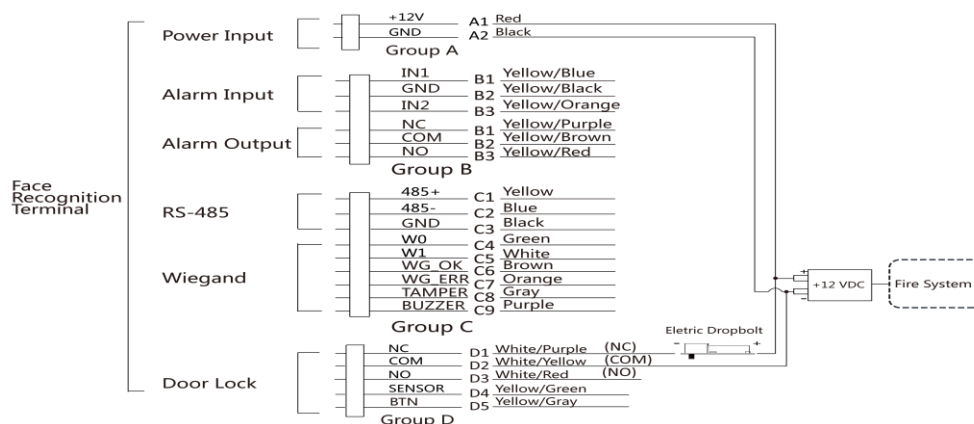 Face
Recognition
Terminal
Power Input
+12V A1 Red
GND A2 Black
Group A
Alarm Input
IN1 B1 Yellow/Blue
GND B2 Yellow/Black
IN2 B3 Yellow/Orange
Alarm Output
NC B1 Yellow/Purple
COM B2 Yellow/Brown
NO B3 Yellow/Red
Group B
RS-485
485+ C1 Yellow
485- C2 Blue
GND C3 Black
Wiegand
W0 C4 Green
W1 C5 White
WG_OK C6 Brown
WG_ERR C7 Orange
TAMPER C8 Gray
BUZZER C9 Purple
Group C
Door Lock
NC D1 White/Purple (NC)
COM D2 White/Yellow (COM)
NO D3 White/Red (NO)
SENSOR D4 Yellow/Green
BTN D5 Yellow/Gray
Group D
Eletric Dropbolt
- +
+
+12 VDC
-
Fire System